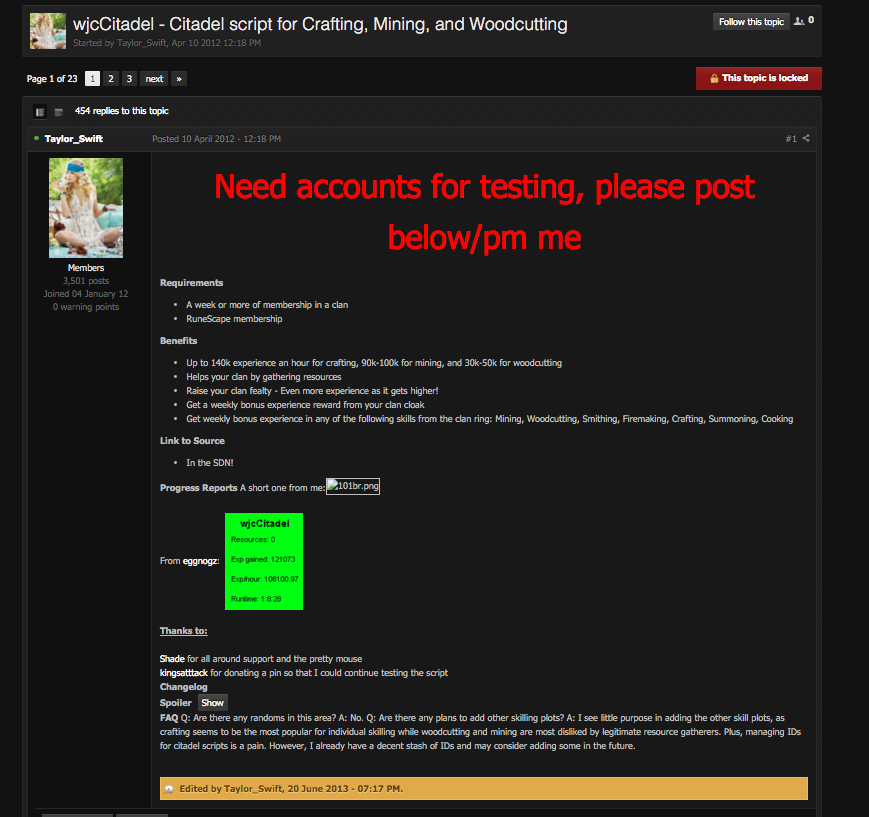 wjcCitadel - Citadel script for Crafting, Mining, and Woodcutting
Started by Taylor_Swift, Apr 10 2012 12:18 PM
Follow this topic
0
Page 1 of 23 1 2 3 next »
This topic is locked
454 replies to this topic
Taylor_Swift
Posted 10 April 2012 - 12:18 PM
#1
Members
3,501 posts
Joined 04 January 12
0 warning points
Need accounts for testing, please post
below/pm me
Requirements
• A week or more of membership in a clan
• RuneScape membership
Benefits
• Up to 140k experience an hour for crafting, 90k-100k for mining, and 30k-50k for woodcutting
• Helps your clan by gathering resources
• Raise your clan fealty - Even more experience as it gets higher!
• Get a weekly bonus experience reward from your clan cloak
• Get weekly bonus experience in any of the following skills from the clan ring: Mining, Woodcutting, Smithing, Firemaking, Crafting, Summoning, Cooking
Link to Source
• In the SDN!
Progress Reports A short one from me: 101br.png
From eggnogz:
wjcCitadel
Resources: 0
Exp gained: 121073
Exp/hour: 106100.97
Runtime: 1:8:28
Thanks to:
Shade for all around support and the pretty mouse
kingsatttack for donating a pin so that I could continue testing the script
Changelog
Spoiler Show
FAQ Q: Are there any randoms in this area? A: No. Q: Are there any plans to add other skilling plots? A: I see little purpose in adding the other skill plots, as
crafting seems to be the most popular for individual skilling while woodcutting and mining are most disliked by legitimate resource gatherers. Plus, managing IDs
for citadel scripts is a pain. However, I already have a decent stash of IDs and may consider adding some in the future.
Edited by Taylor_Swift, 20 June 2013 - 07:17 PM.